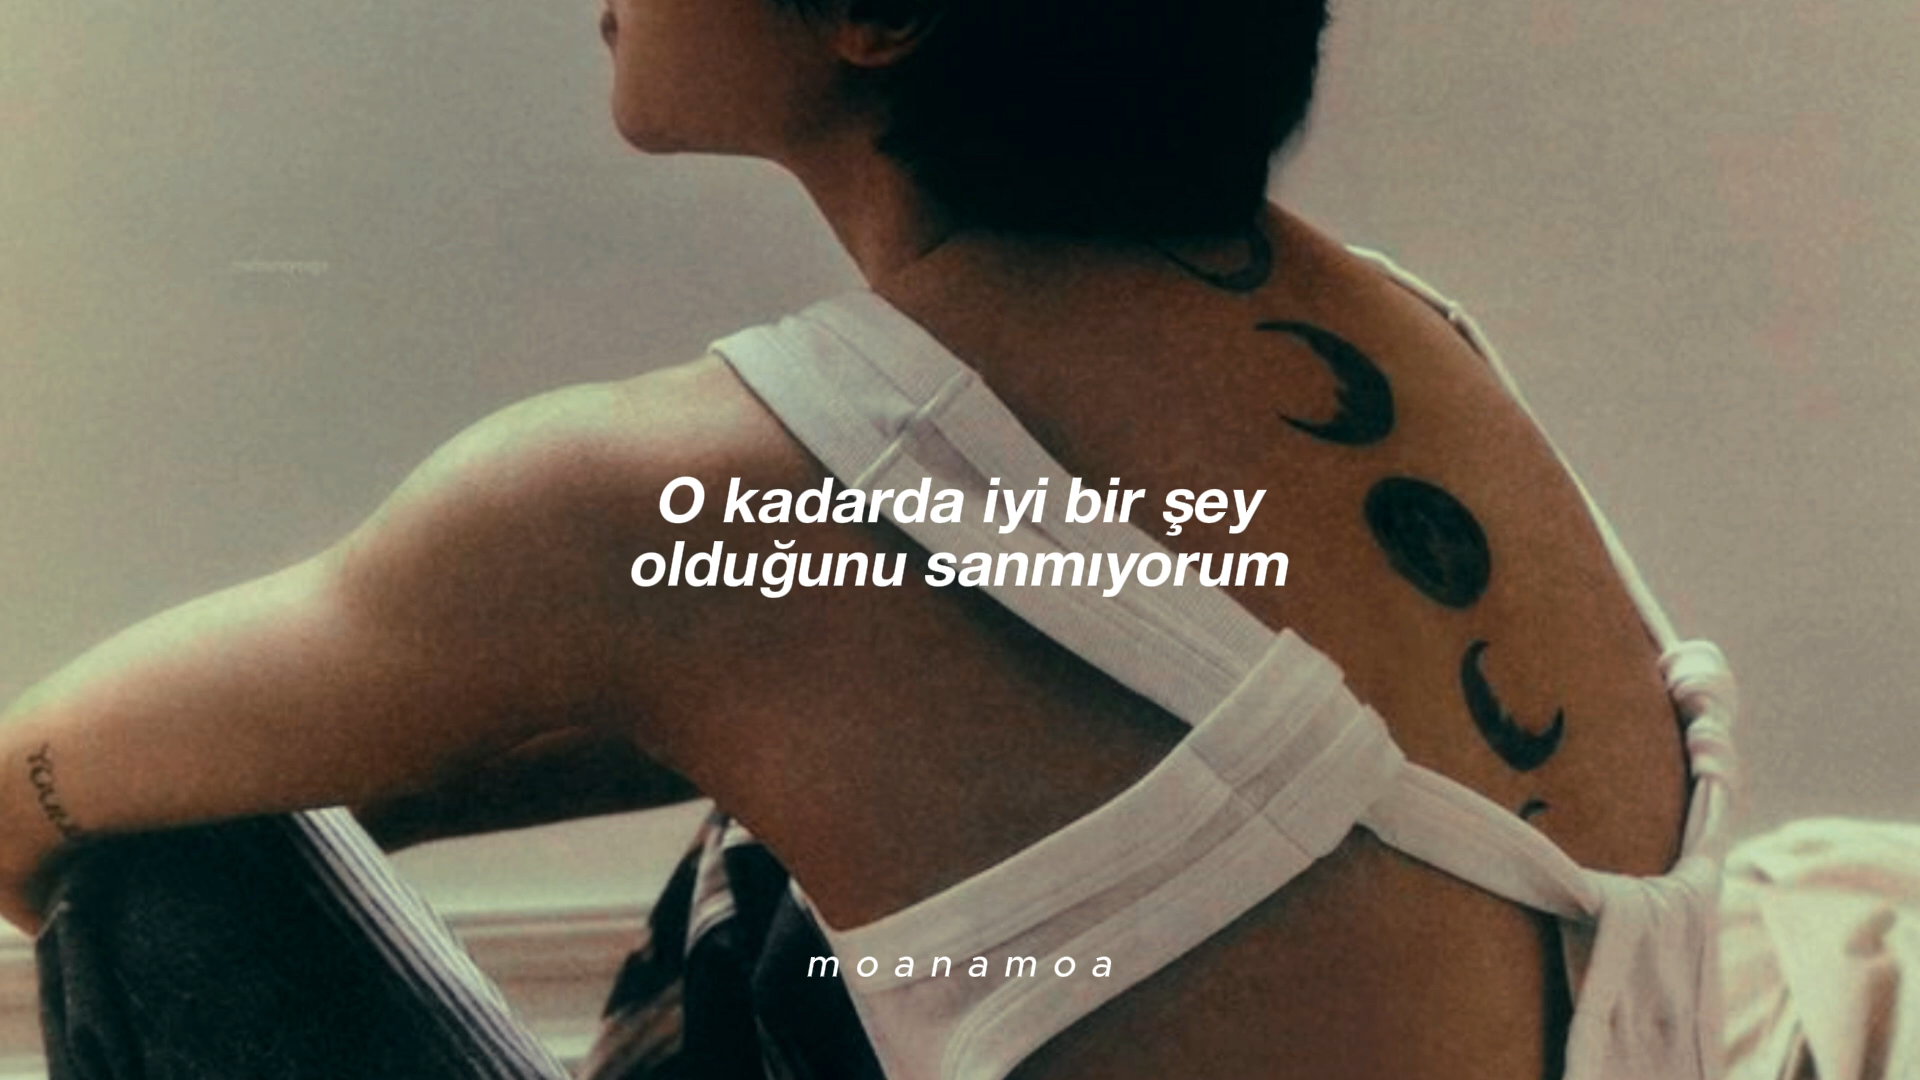 O kadarda iyi bir şey
olduğunu sanmıyorum
m o a n a m o a